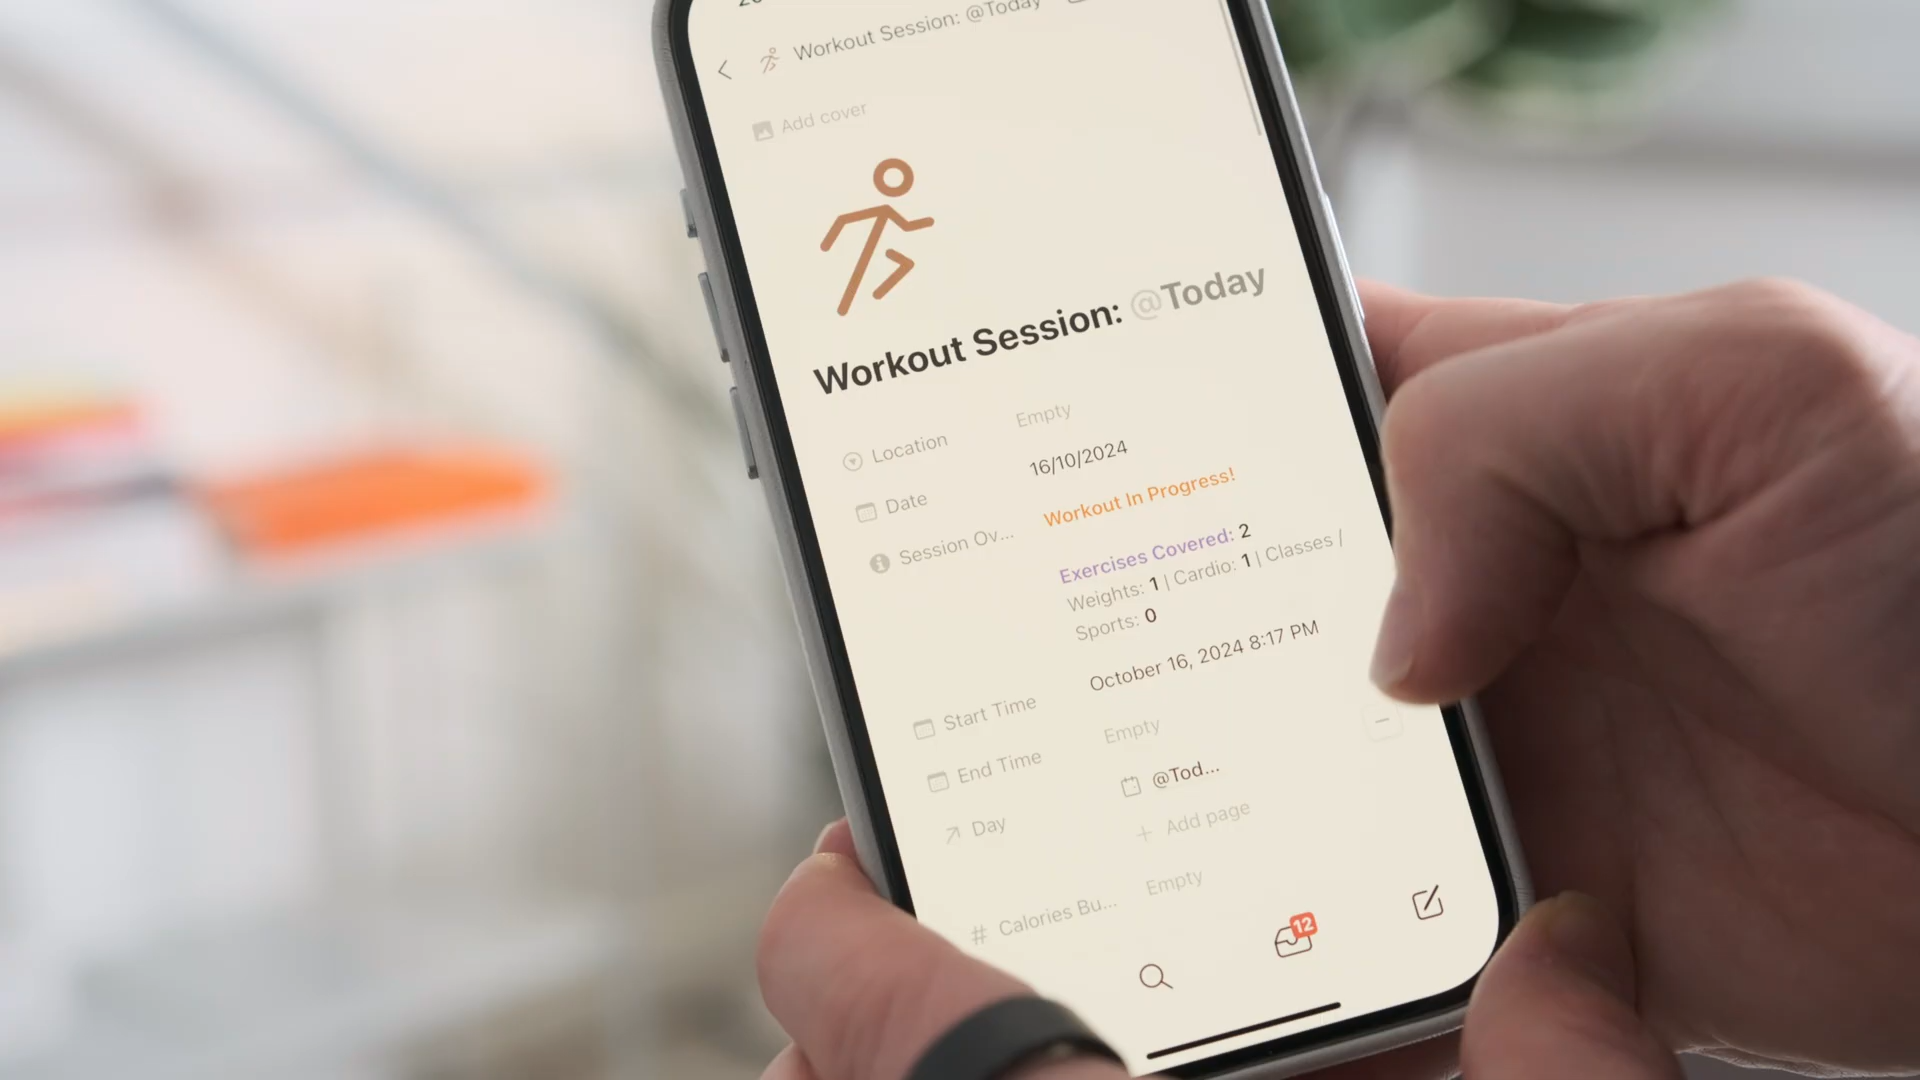 Workout Session: @Today
Add cover
Workout Session: @Today
Location Empty
Date 16/10/2024
Session Ov... Workout In Progress!
Exercises Covered: 2
Weights: 1 | Cardio: 1 | Classes /
Sports: 0
Start Time October 16, 2024 8:17 PM
End Time Empty
Day @Tod...
Add page
Calories Bu... Empty
12